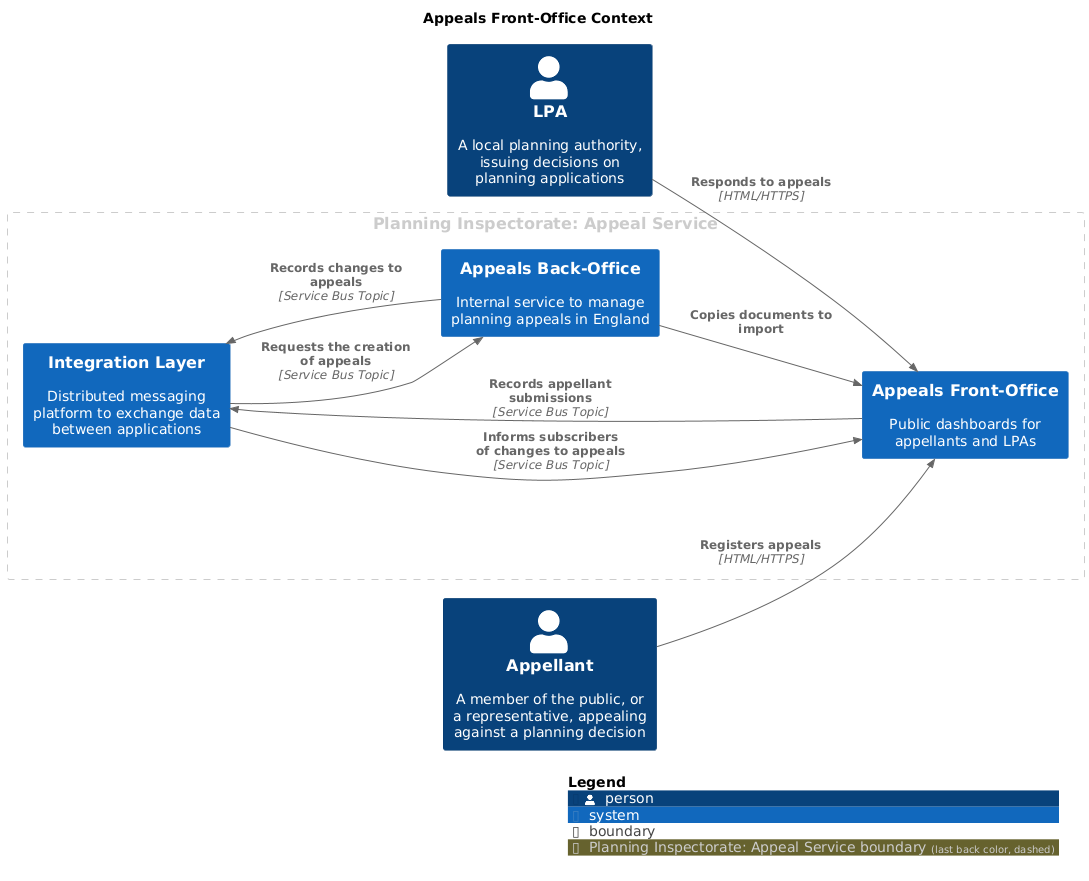 Appeals Front-Office Context
LPA
A local planning authority,
issuing decisions on
planning applications
Responds to appeals
[HTML/HTTPS]
Planning Inspectorate: Appeal Service
Appeals Back-Office
Internal service to manage
planning appeals in England
Records changes to
appeals
[Service Bus Topic]
Copies documents to
import
Requests the creation
of appeals
[Service Bus Topic]
Integration Layer
Distributed messaging
platform to exchange data
between applications
Records appellant
submissions
[Service Bus Topic]
Appeals Front-Office
Public dashboards for
appellants and LPAs
Informs subscribers
of changes to appeals
[Service Bus Topic]
Registers appeals
[HTML/HTTPS]
Appellant
A member of the public, or
a representative, appealing
against a planning decision
Legend
person
system
boundary
Planning Inspectorate: Appeal Service boundary (last back color, dashed)